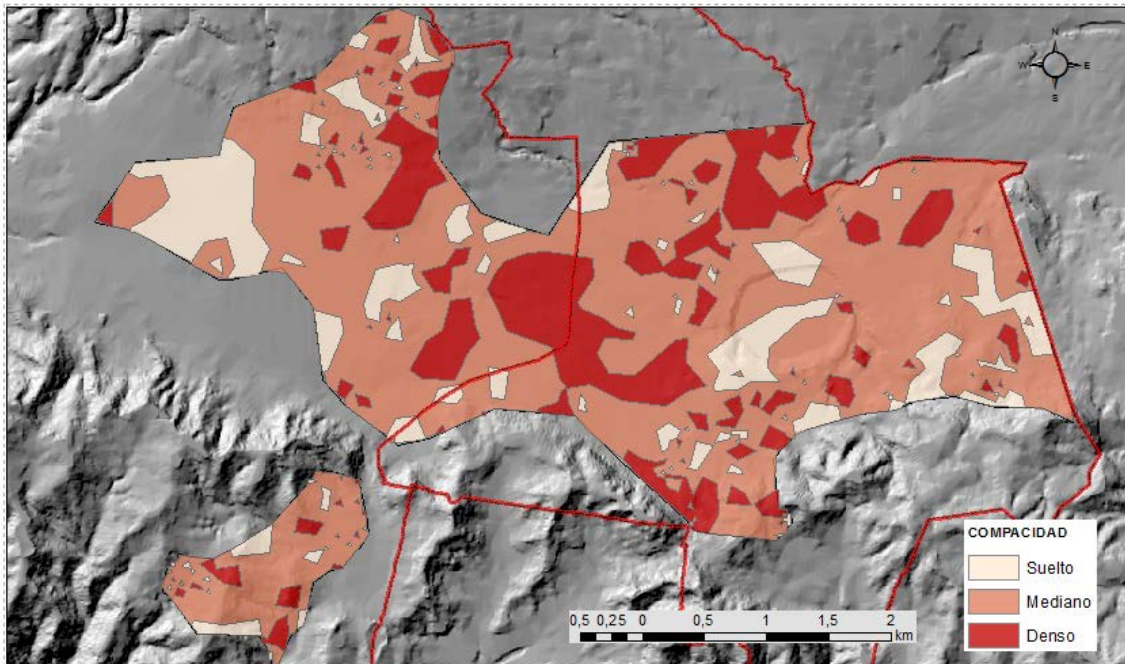 N
W E
S
COMPACIDAD
Suelto
Mediano
Denso
0,5 0,25 0 0,5 1 1,5 2
km